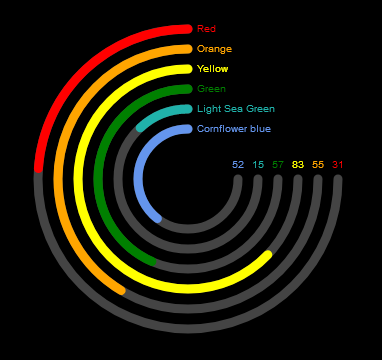 Red
Orange
Yellow
Green
Light Sea Green
Cornflower blue
52 15 57 83 55 31